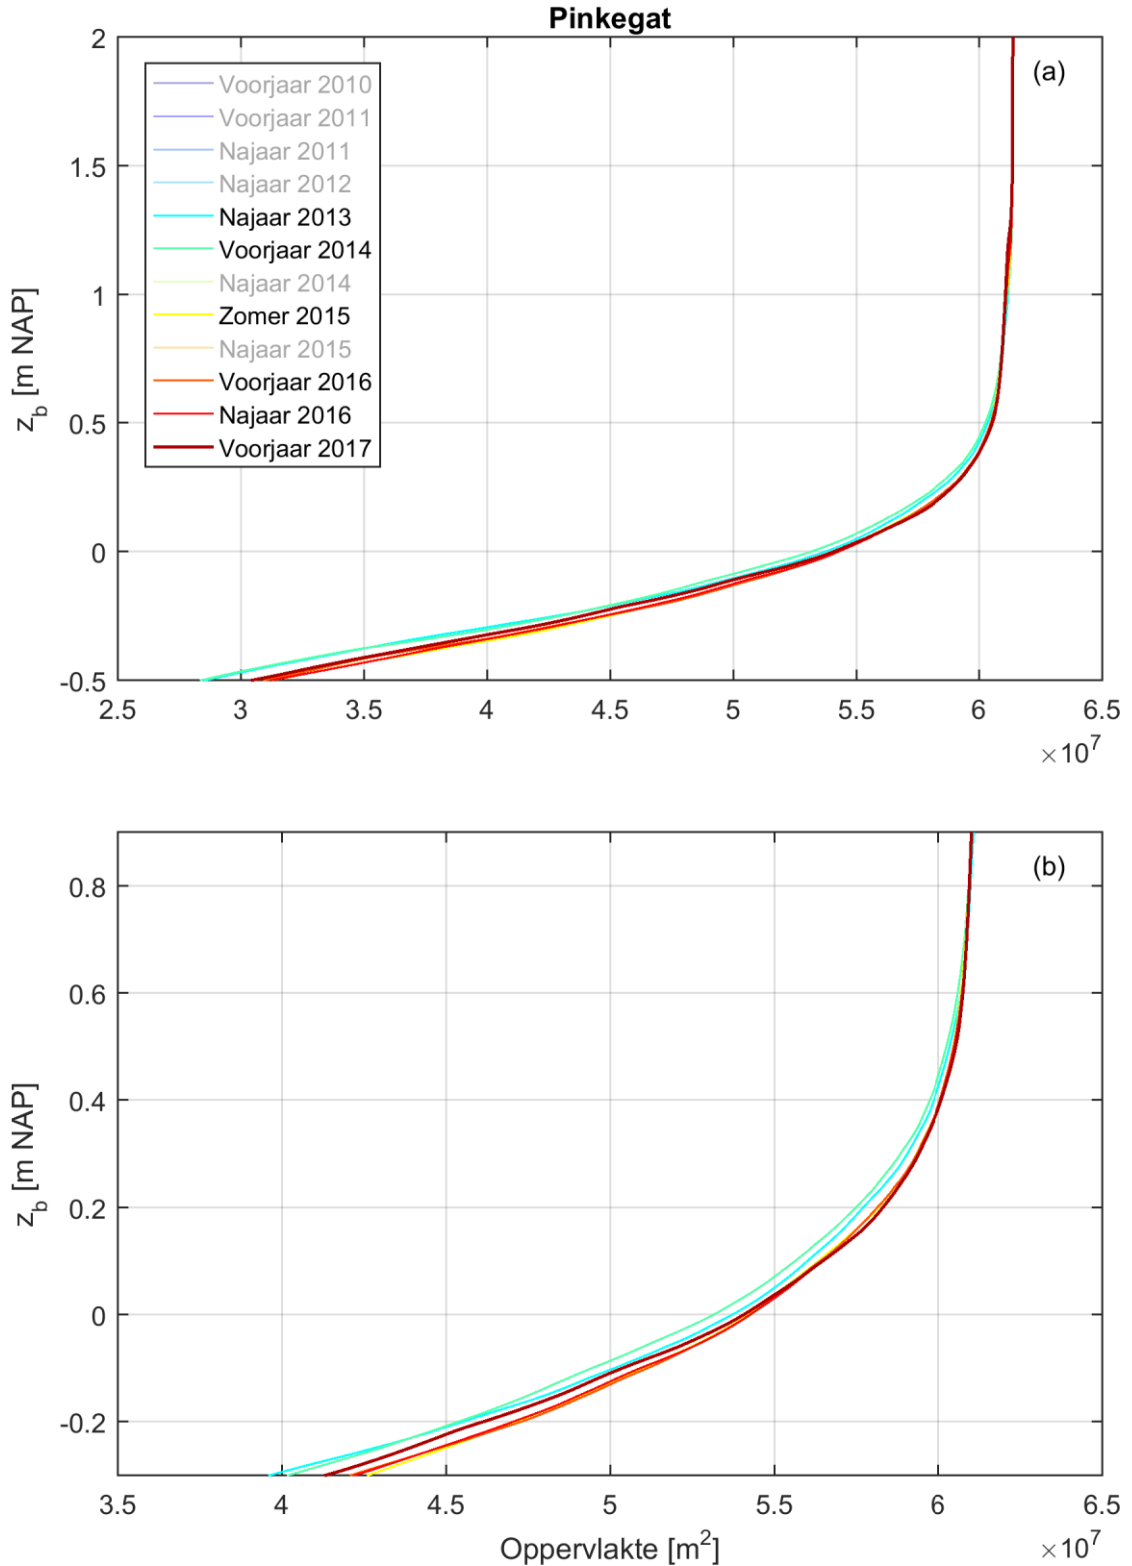 Pinkegat
2
(a)
Voorjaar 2010
Voorjaar 2011
Najaar 2011
Najaar 2012
Najaar 2013
Voorjaar 2014
Najaar 2014
Zomer 2015
Najaar 2015
Voorjaar 2016
Najaar 2016
Voorjaar 2017
1.5
1
0.5
0
-0.5
z_b [m NAP]
2.5 3 3.5 4 4.5 5 5.5 6 6.5
×10^7
(b)
0.8
0.6
0.4
0.2
0
-0.2
z_b [m NAP]
3.5 4 4.5 5 5.5 6 6.5
Oppervlakte [m^2]
×10^7